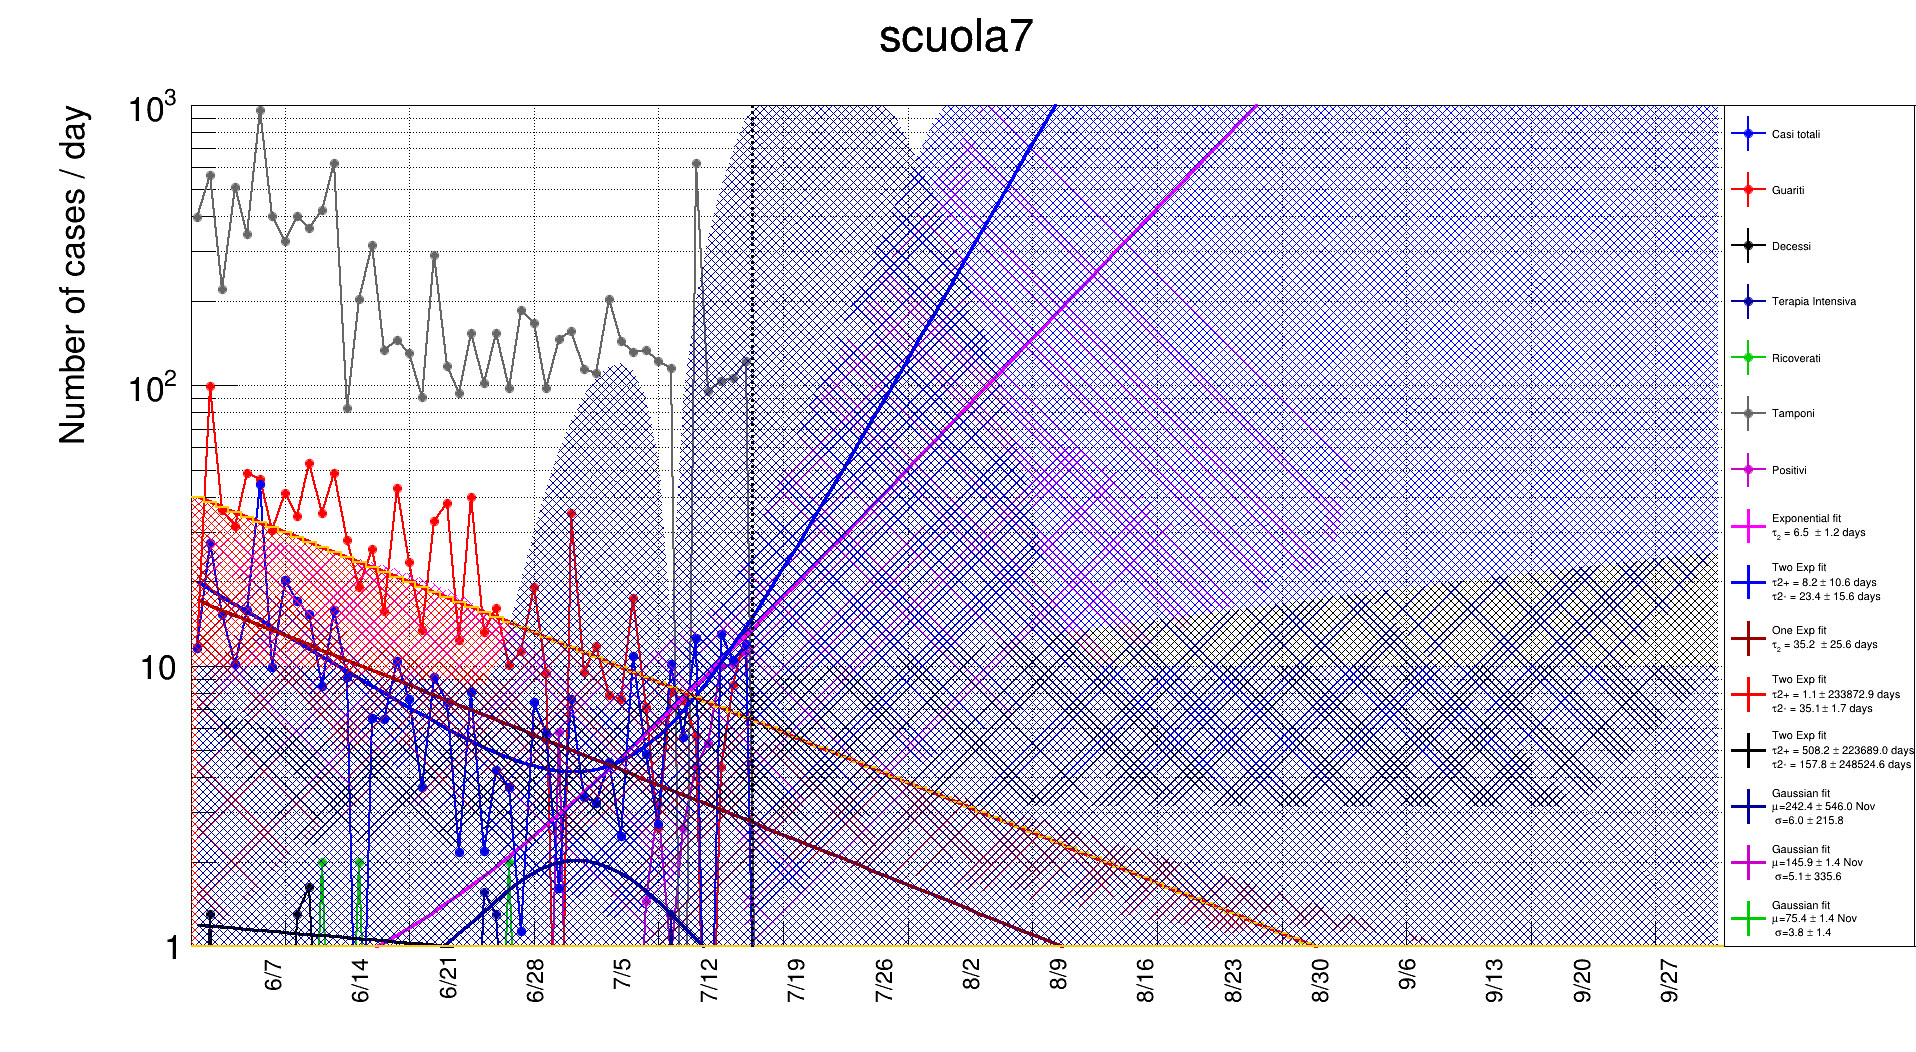 scuola7
Number of cases / day
10³
10²
10
1
6/7
6/14
6/21
6/28
7/5
7/12
7/19
7/26
8/2
8/9
8/16
8/23
8/30
9/6
9/13
9/20
9/27
Casi totali
Guariti
Decessi
Terapia Intensiva
Ricoverati
Tamponi
Positivi
Exponential fit
τ₂ = 6.5 ± 1.2 days
Two Exp fit
τ2+ = 8.2 ± 10.6 days
τ2- = 23.4 ± 15.6 days
One Exp fit
τ₂ = 35.2 ± 25.6 days
Two Exp fit
τ2+ = 1.1 ± 233872.9 days
τ2- = 35.1 ± 1.7 days
Two Exp fit
τ2+ = 508.2 ± 223689.0 days
τ2- = 157.8 ± 248524.6 days
Gaussian fit
μ=242.4 ± 546.0 Nov
σ=6.0 ± 215.8
Gaussian fit
μ=145.9 ± 1.4 Nov
σ=5.1 ± 335.6
Gaussian fit
μ=75.4 ± 1.4 Nov
σ=3.8 ± 1.4